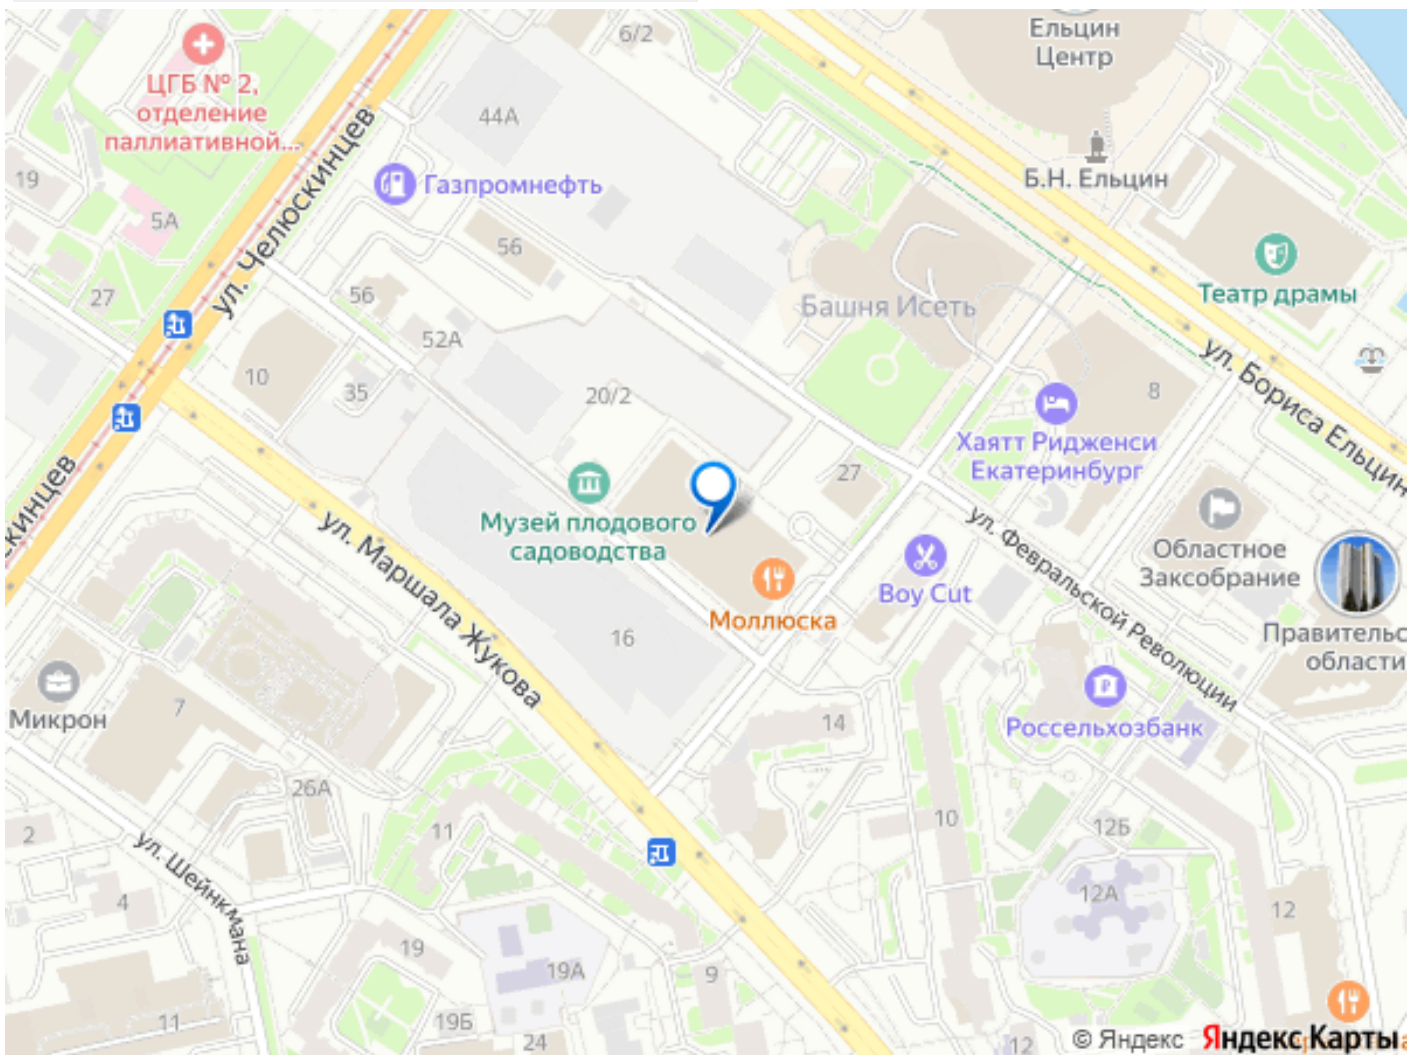 Ельцин
Центр
6/2
ЦГБ № 2,
отделение
паллиативной...
44А
19
Газпромнефть
Б.Н. Ельцин
5А
ул. Челюскинцев
56
Театр драмы
27
56
Башня Исеть
52А
ул. Бориса Ельцина
10
35
20/2
8
Хаятт Ридженси
Екатеринбург
27
Музей плодового
садоводства
ул. Маршала Жукова
ул. Февральской Революции
Областное
Заксобрание
Boy Cut
Моллюска
16
Правительс
области
Микрон
7
14
Россельхозбанк
26А
2
11
10
12Б
ул. Шейнкмана
4
12А
12
19
19А
9
11
19Б
24
12
© Яндекс Яндекс Карты